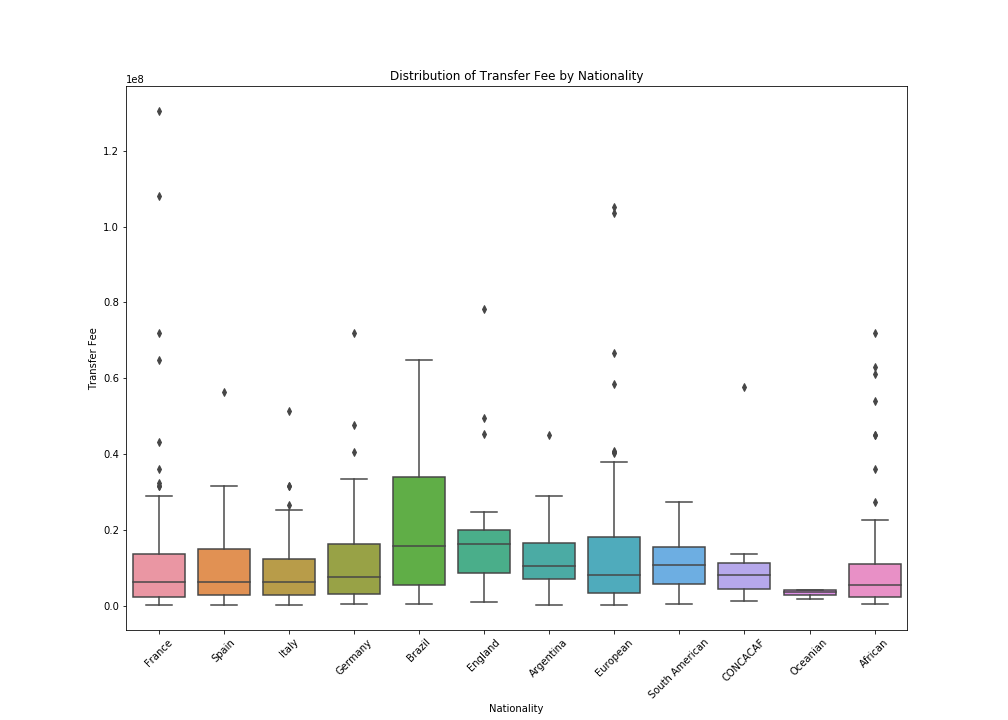 Distribution of Transfer Fee by Nationality
1e8
1.2
1.0
0.8
0.6
0.4
0.2
0.0
Transfer Fee
France
Spain
Italy
Germany
Brazil
England
Argentina
European
South American
CONCACAF
Oceanian
African
Nationality